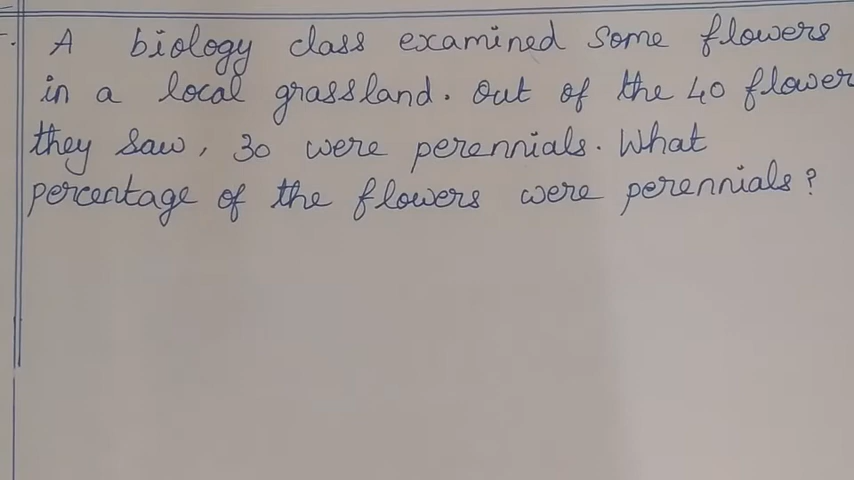 A biology class examined some flowers
in a local grassland. Out of the 40 flower
they saw, 30 were perennials. What
percentage of the flowers were perennials?